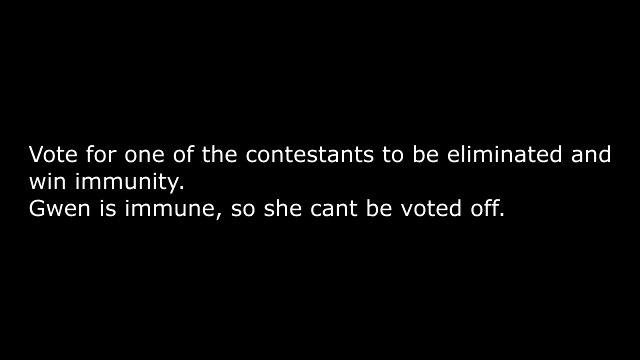 Vote for one of the contestants to be eliminated and
win immunity.
Gwen is immune, so she cant be voted off.